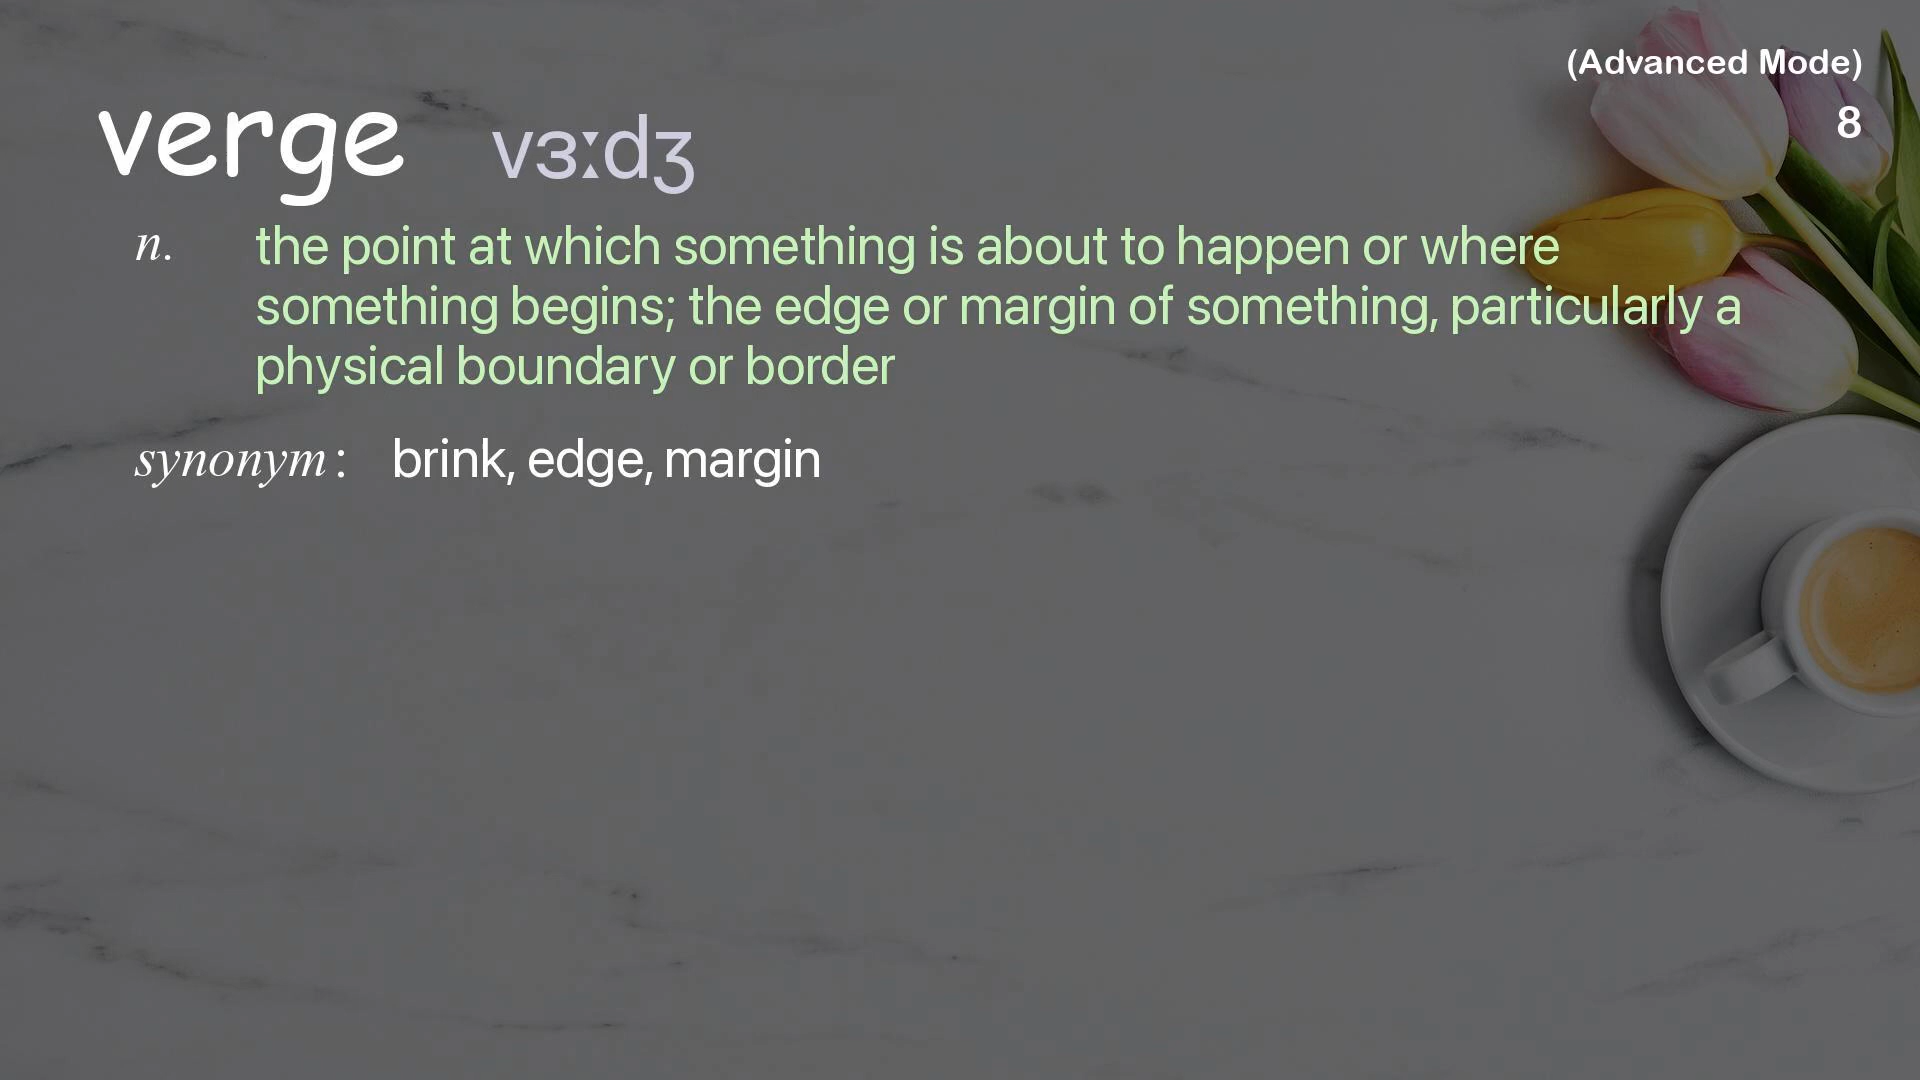 (Advanced Mode)
8
verge vɜːdʒ
n. the point at which something is about to happen or where
something begins; the edge or margin of something, particularly a
physical boundary or border
synonym: brink, edge, margin